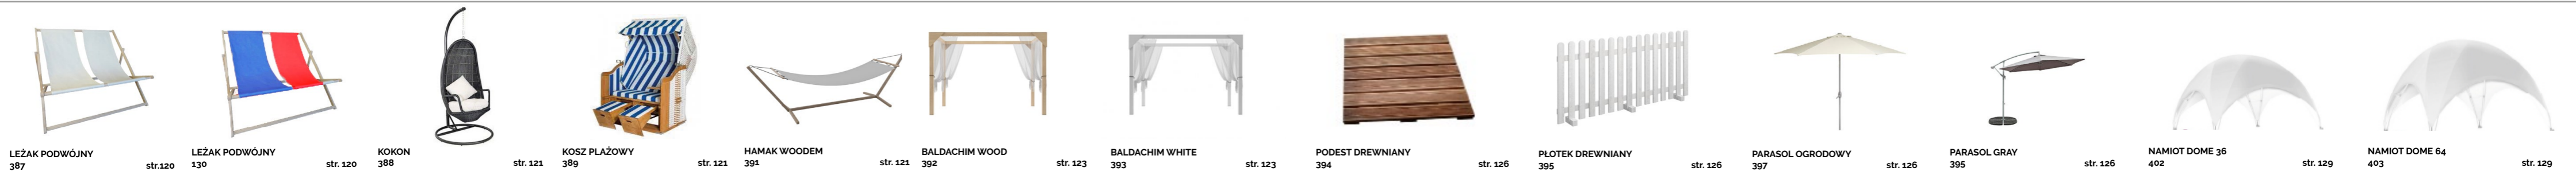 LEŻAK PODWÓJNY
387 str.120
LEŻAK PODWÓJNY
130 str. 120
KOKON
388 str. 121
KOSZ PLAŻOWY
389 str. 121
HAMAK WOODEM
391 str. 121
BALDACHIM WOOD
392 str. 123
BALDACHIM WHITE
393 str. 123
PODEST DREWNIANY
394 str. 126
PŁOTEK DREWNIANY
395 str. 126
PARASOL OGRODOWY
397 str. 126
PARASOL GRAY
395 str. 126
NAMIOT DOME 36
402 str. 129
NAMIOT DOME 64
403 str. 129